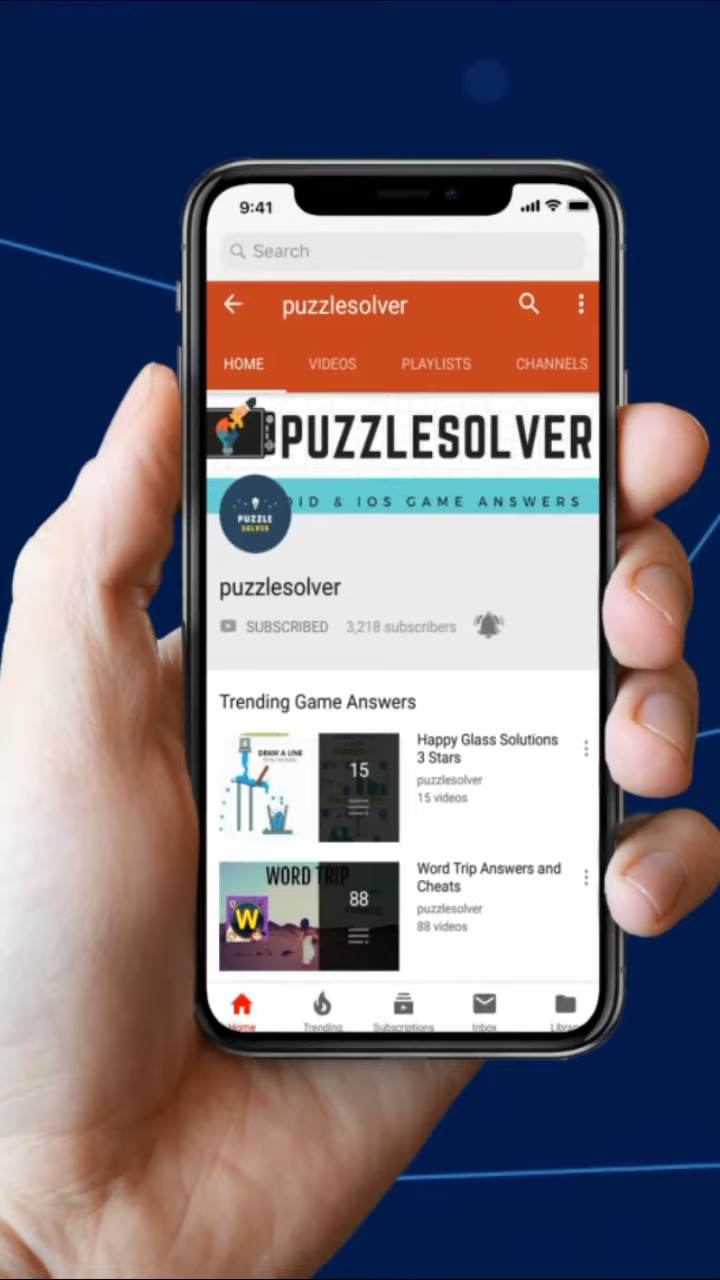 9:41
Search
puzzlesolver
HOME VIDEOS PLAYLISTS CHANNELS
PUZZLESOLVER
ID & IOS GAME ANSWERS
PUZZLE
SOLVER
puzzlesolver
SUBSCRIBED 3,218 subscribers
Trending Game Answers
DRAW A LINE
15
Happy Glass Solutions
3 Stars
puzzlesolver
15 videos
WORD TRIP
W
88
Word Trip Answers and
Cheats
puzzlesolver
88 videos
Home Trending Subscriptions Inbox Librar